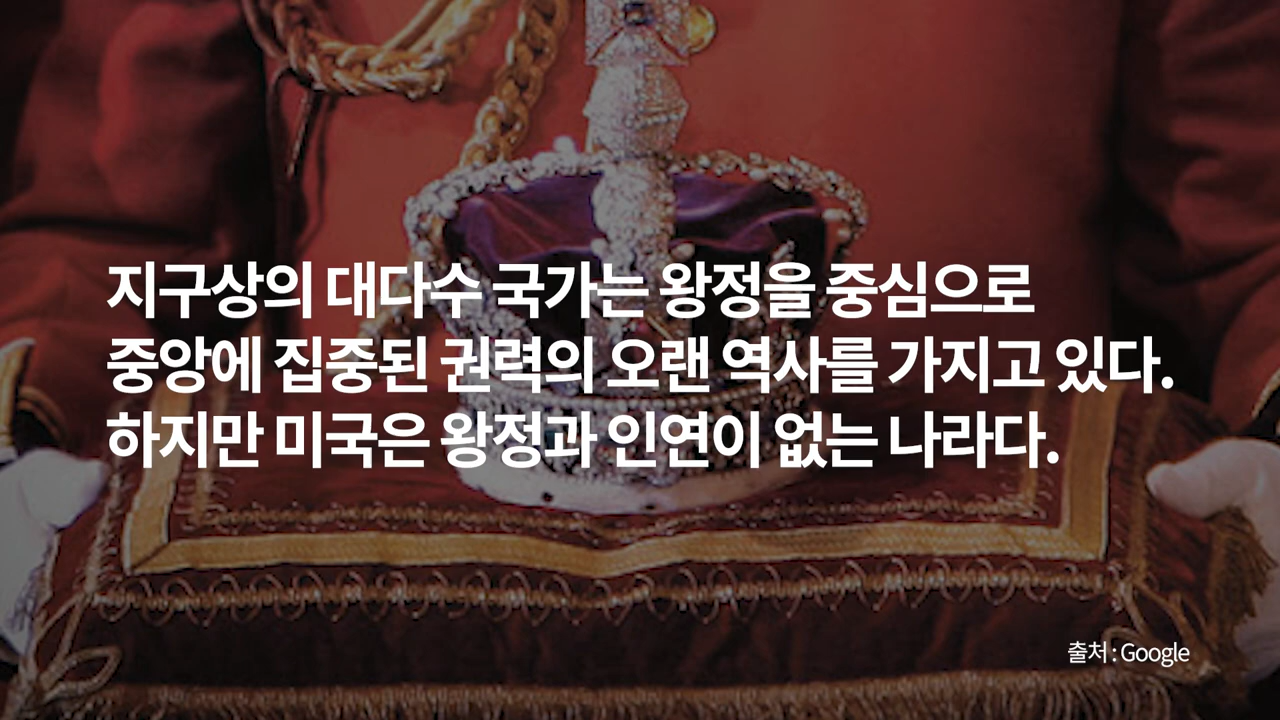 지구상의 대다수 국가는 왕정을 중심으로
중앙에 집중된 권력의 오랜 역사를 가지고 있다.
하지만 미국은 왕정과 인연이 없는 나라다.
출처 : Google